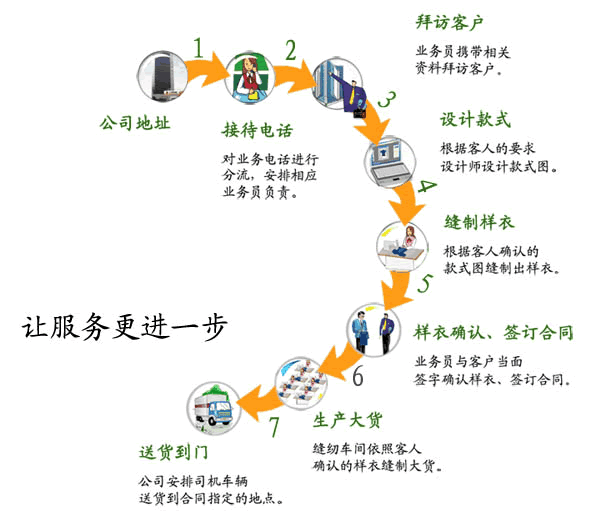 1
公司地址
2
接待电话
对业务电话进行
分流,安排相应
业务员负责。
拜访客户
业务员携带相关
资料拜访客户。
3
设计款式
根据客人的要求
设计师设计款式图。
4
缝制样衣
根据客人确认的
款式图缝制出样衣。
5
让服务更进一步
样衣确认、签订合同
业务员与客户当面
签字确认样衣、签订合同。
6
生产大货
缝纫车间依照客人
确认的样衣缝制大货。
7
送货到门
公司安排司机车辆
送货到合同指定的地点。